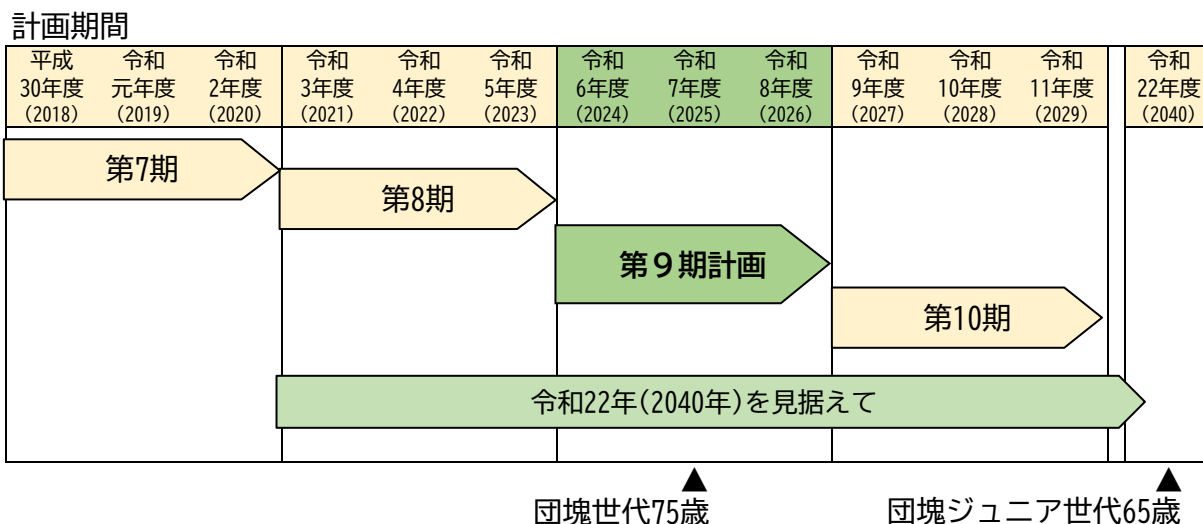 計画期間
平成 令和 令和 令和 令和 令和 令和 令和 令和 令和 令和 令和 令和
30年度 元年度 2年度 3年度 4年度 5年度 6年度 7年度 8年度 9年度 10年度 11年度 22年度
(2018) (2019) (2020) (2021) (2022) (2023) (2024) (2025) (2026) (2027) (2028) (2029) (2040)
第7期
第8期
第９期計画
第10期
令和22年(2040年)を見据えて
▲ ▲
団塊世代75歳 団塊ジュニア世代65歳